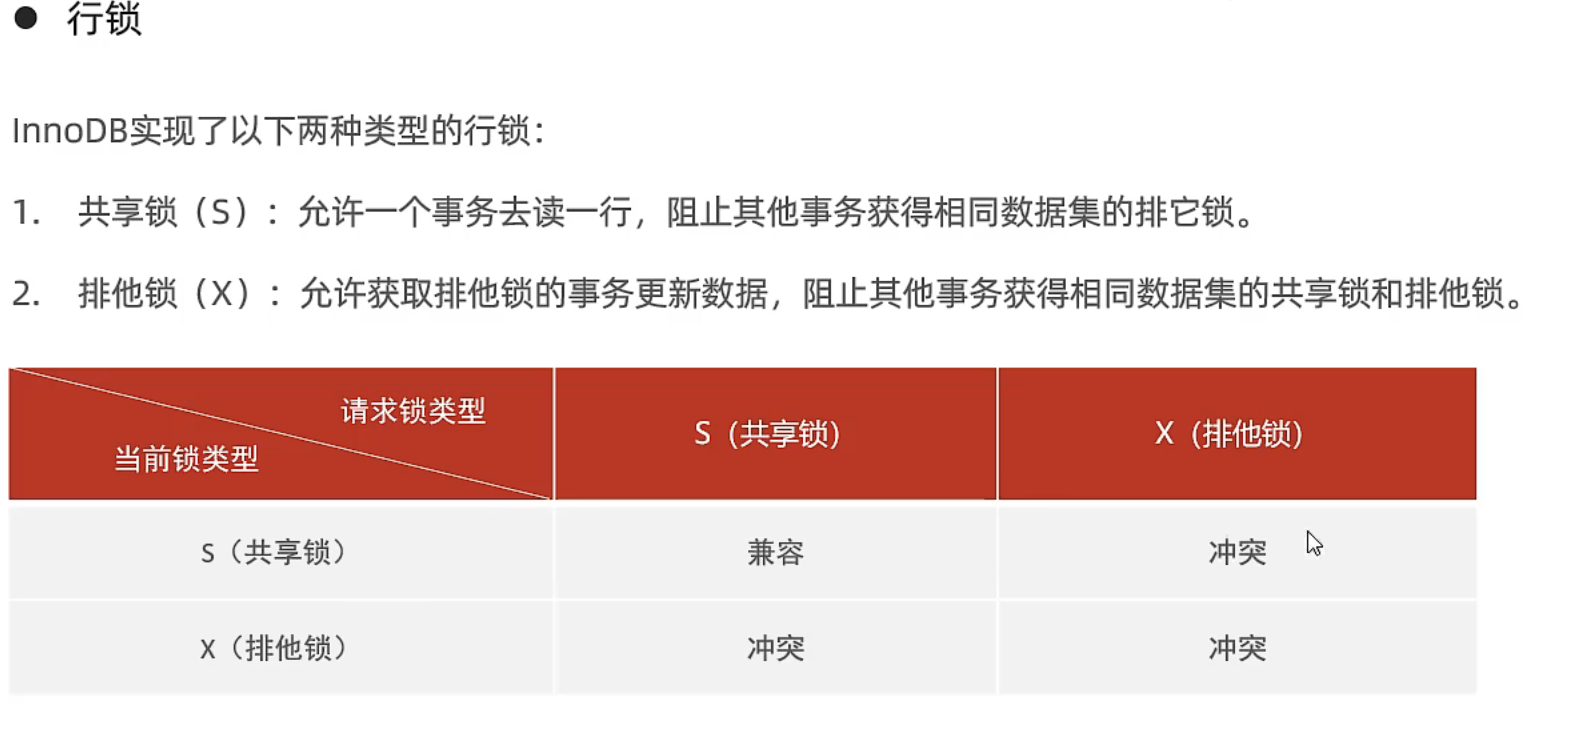 ● 行锁
InnoDB实现了以下两种类型的行锁：
1. 共享锁（S）：允许一个事务去读一行，阻止其他事务获得相同数据集的排它锁。
2. 排他锁（X）：允许获取排他锁的事务更新数据，阻止其他事务获得相同数据集的共享锁和排他锁。
请求锁类型
当前锁类型
S（共享锁）
X（排他锁）
S（共享锁）
兼容
冲突
X（排他锁）
冲突
冲突